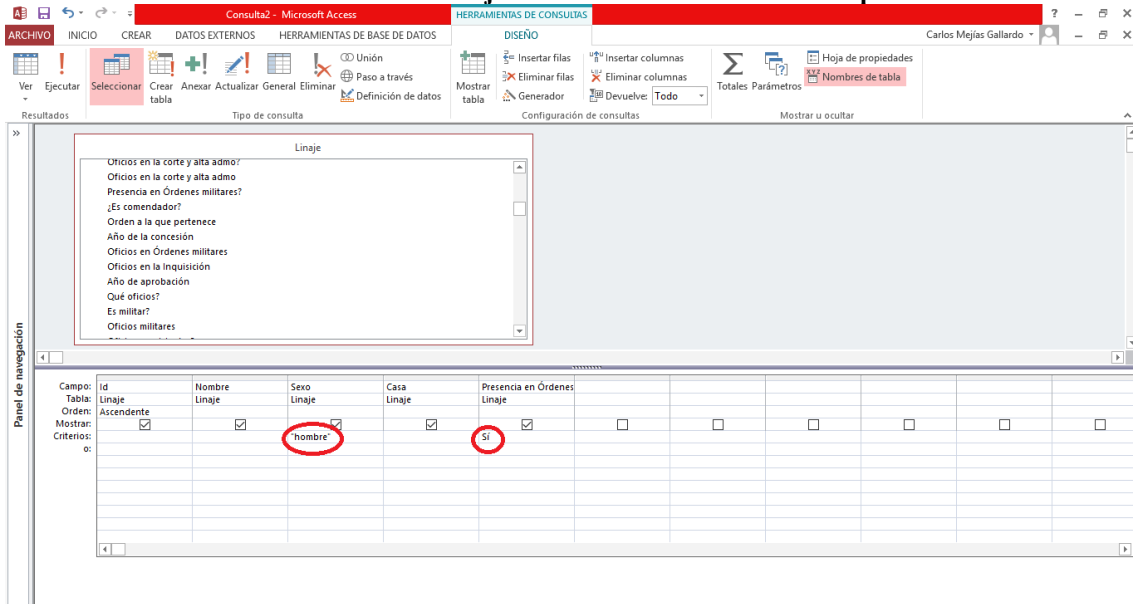 Consulta2 - Microsoft Access
HERRAMIENTAS DE CONSULTAS
?
ARCHIVO INICIO CREAR DATOS EXTERNOS HERRAMIENTAS DE BASE DE DATOS DISEÑO
Carlos Mejías Gallardo
Ver
Ejecutar
Seleccionar
Crear tabla
Anexar
Actualizar
General
Eliminar
Unión
Paso a través
Definición de datos
Mostrar tabla
Insertar filas
Eliminar filas
Generador
Insertar columnas
Eliminar columnas
Devuelve: Todo
Totales
Parámetros
Hoja de propiedades
Nombres de tabla
Resultados
Tipo de consulta
Configuración de consultas
Mostrar u ocultar
Panel de navegación
Linaje
Oficios en la corte y alta admo?
Oficios en la corte y alta admo
Presencia en Órdenes militares?
¿Es comendador?
Orden a la que pertenece
Año de la concesión
Oficios en Órdenes militares
Oficios en la Inquisición
Año de aprobación
Qué oficios?
Es militar?
Oficios militares
Campo: Id Nombre Sexo Casa Presencia en Órdenes
Tabla: Linaje Linaje Linaje Linaje Linaje
Orden: Ascendente
Mostrar:
Criterios: "hombre" Sí
o: